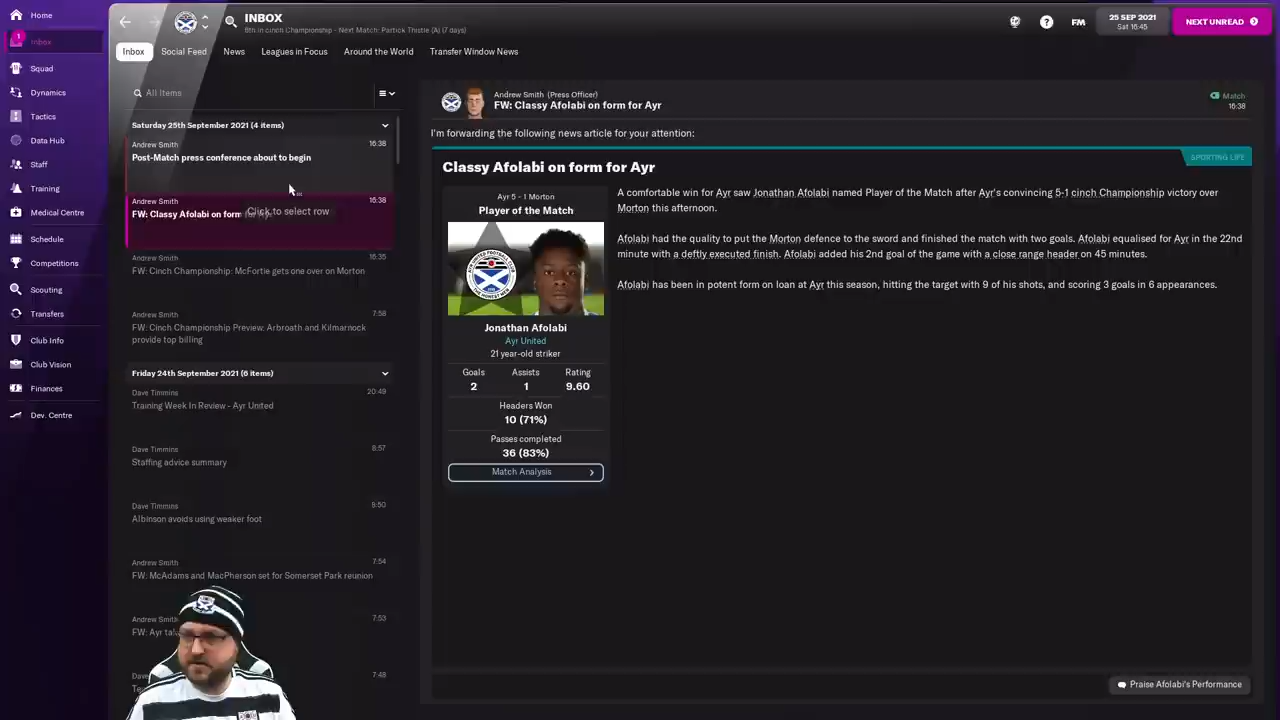 Home
INBOX
8th in cinch Championship - Next Match: Partick Thistle (A) (7 days)
FM
25 SEP 2021
Sat 16:45
NEXT UNREAD
1
Inbox
Squad
Dynamics
Tactics
Data Hub
Staff
Training
Medical Centre
Schedule
Competitions
Scouting
Transfers
Club Info
Club Vision
Finances
Dev. Centre
Inbox
Social Feed
News
Leagues in Focus
Around the World
Transfer Window News
All Items
Saturday 25th September 2021 (4 items)
Andrew Smith
16:38
Post-Match press conference about to begin
Andrew Smith
16:38
FW: Classy Afolabi on form
Click to select row
Andrew Smith
16:35
FW: Cinch Championship: McFortie gets one over on Morton
Andrew Smith
7:58
FW: Cinch Championship Preview: Arbroath and Kilmarnock
provide top billing
Friday 24th September 2021 (6 items)
Dave Timmins
20:49
Training Week In Review - Ayr United
Dave Timmins
8:57
Staffing advice summary
Dave Timmins
9:50
Albinson avoids using weaker foot
Andrew Smith
7:54
FW: McAdams and MacPherson set for Somerset Park reunion
Andrew Smith
7:53
FW: Ayr
7:48
Andrew Smith (Press Officer)
FW: Classy Afolabi on form for Ayr
Match
16:38
I'm forwarding the following news article for your attention:
Classy Afolabi on form for Ayr
SPORTING LIFE
Ayr 5 - 1 Morton
Player of the Match
Jonathan Afolabi
Ayr United
21 year-old striker
Goals
Assists
Rating
2
1
9.60
Headers Won
10 (71%)
Passes completed
36 (83%)
Match Analysis
A comfortable win for Ayr saw Jonathan Afolabi named Player of the Match after Ayr's convincing 5-1 cinch Championship victory over
Morton this afternoon.
Afolabi had the quality to put the Morton defence to the sword and finished the match with two goals. Afolabi equalised for Ayr in the 22nd
minute with a deftly executed finish. Afolabi added his 2nd goal of the game with a close range header on 45 minutes.
Afolabi has been in potent form on loan at Ayr this season, hitting the target with 9 of his shots, and scoring 3 goals in 6 appearances.
Praise Afolabi's Performance